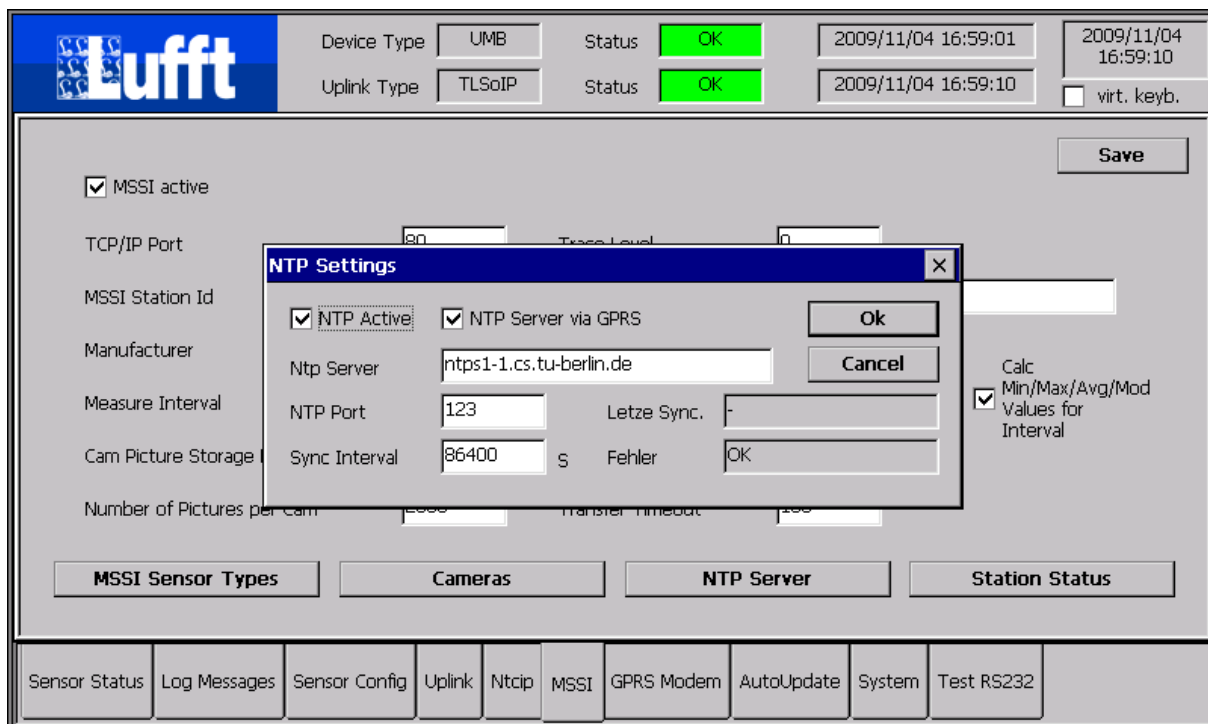 Lufft
Device Type UMB Status OK 2009/11/04 16:59:01 2009/11/04
16:59:10
Uplink Type TLSoIP Status OK 2009/11/04 16:59:10 virt. keyb.
Save
MSSI active
TCP/IP Port
NTP Settings
MSSI Station Id
NTP Active NTP Server via GPRS Ok
Manufacturer
Ntp Server ntps1-1.cs.tu-berlin.de Cancel
Calc
Min/Max/Avg/Mod
Values for
Interval
Measure Interval
NTP Port 123 Letze Sync. -
Cam Picture Storage
Sync Interval 86400 S Fehler OK
Number of Pictures per Cam
MSSI Sensor Types Cameras NTP Server Station Status
Sensor Status Log Messages Sensor Config Uplink Ntcip MSSI GPRS Modem AutoUpdate System Test RS232